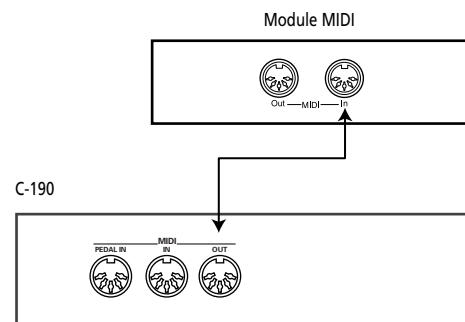 Module MIDI
Out MIDI In
C-190
MIDI
PEDAL IN IN OUT